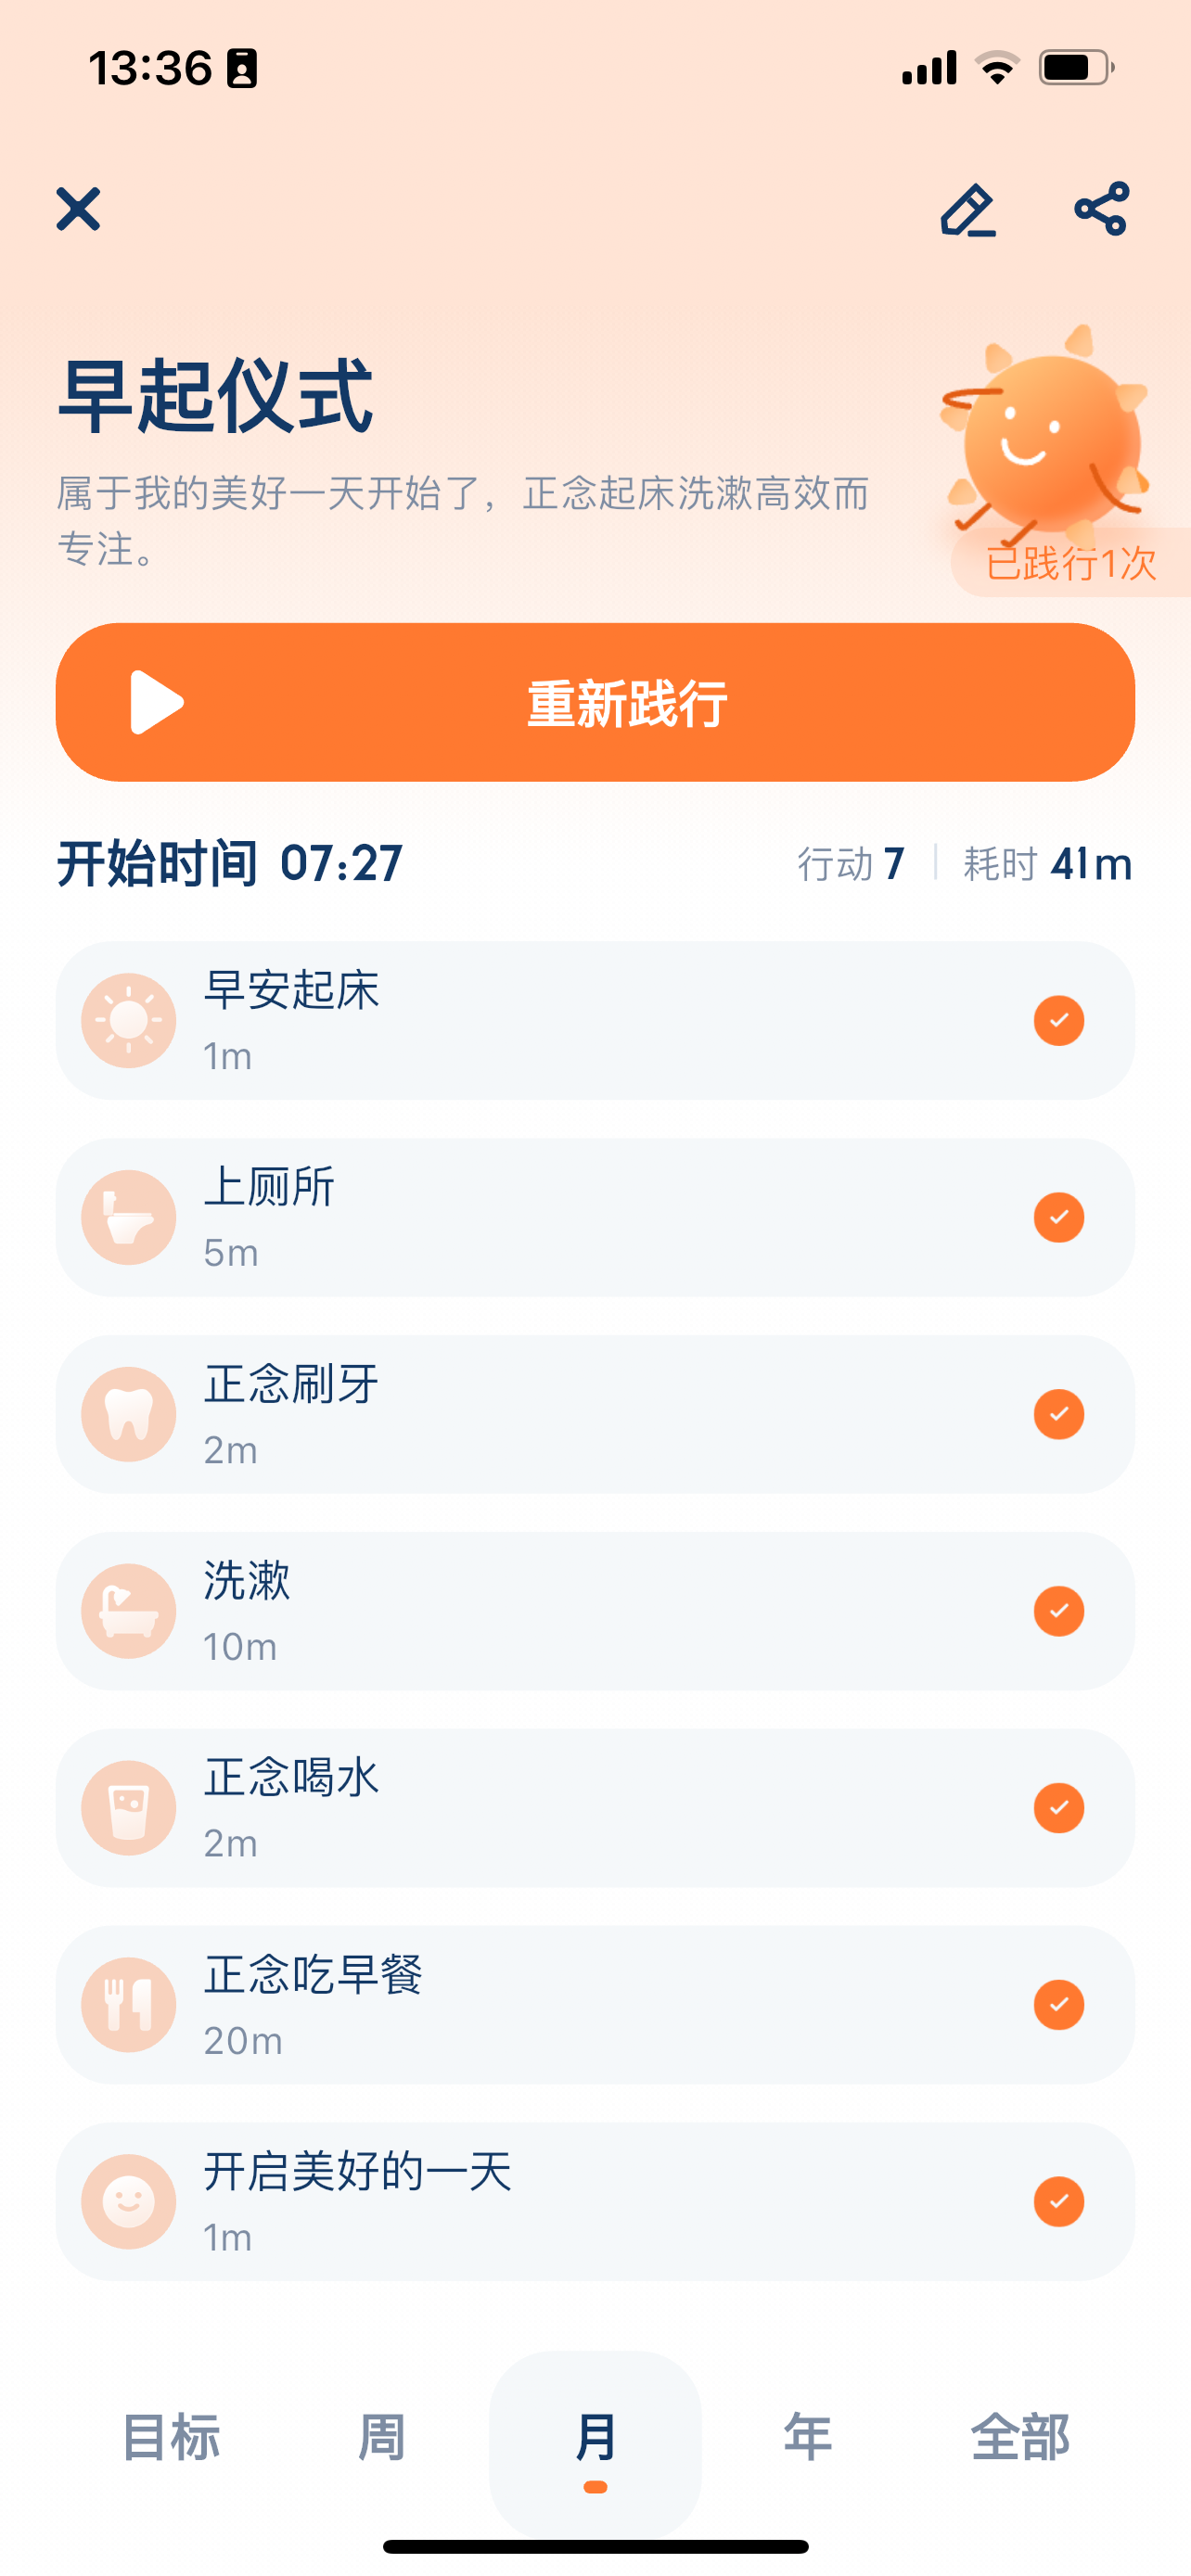 13:36
早起仪式
属于我的美好一天开始了，正念起床洗漱高效而
专注。
已践行1次
重新践行
开始时间 07:27
行动 7 耗时 41m
早安起床
1m
上厕所
5m
正念刷牙
2m
洗漱
10m
正念喝水
2m
正念吃早餐
20m
开启美好的一天
1m
目标 周 月 年 全部